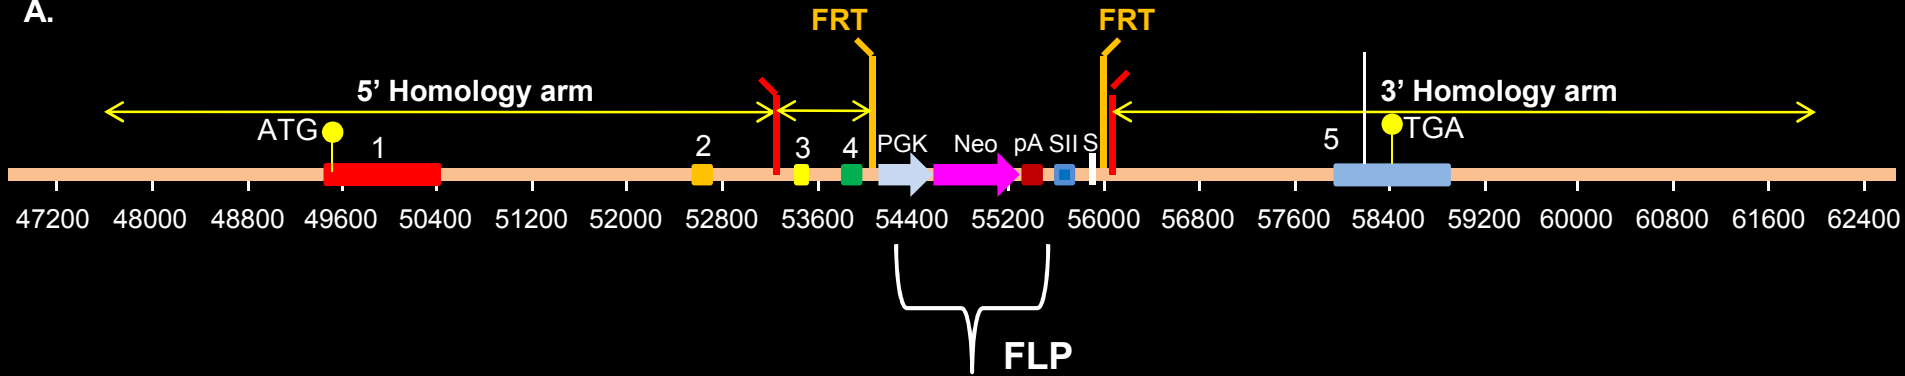 A.
FRT FRT
5’ Homology arm 3’ Homology arm
ATG 1 2 3 4 PGK Neo pA SII S 5 TGA
47200 48000 48800 49600 50400 51200 52000 52800 53600 54400 55200 56000 56800 57600 58400 59200 60000 60800 61600 62400
FLP